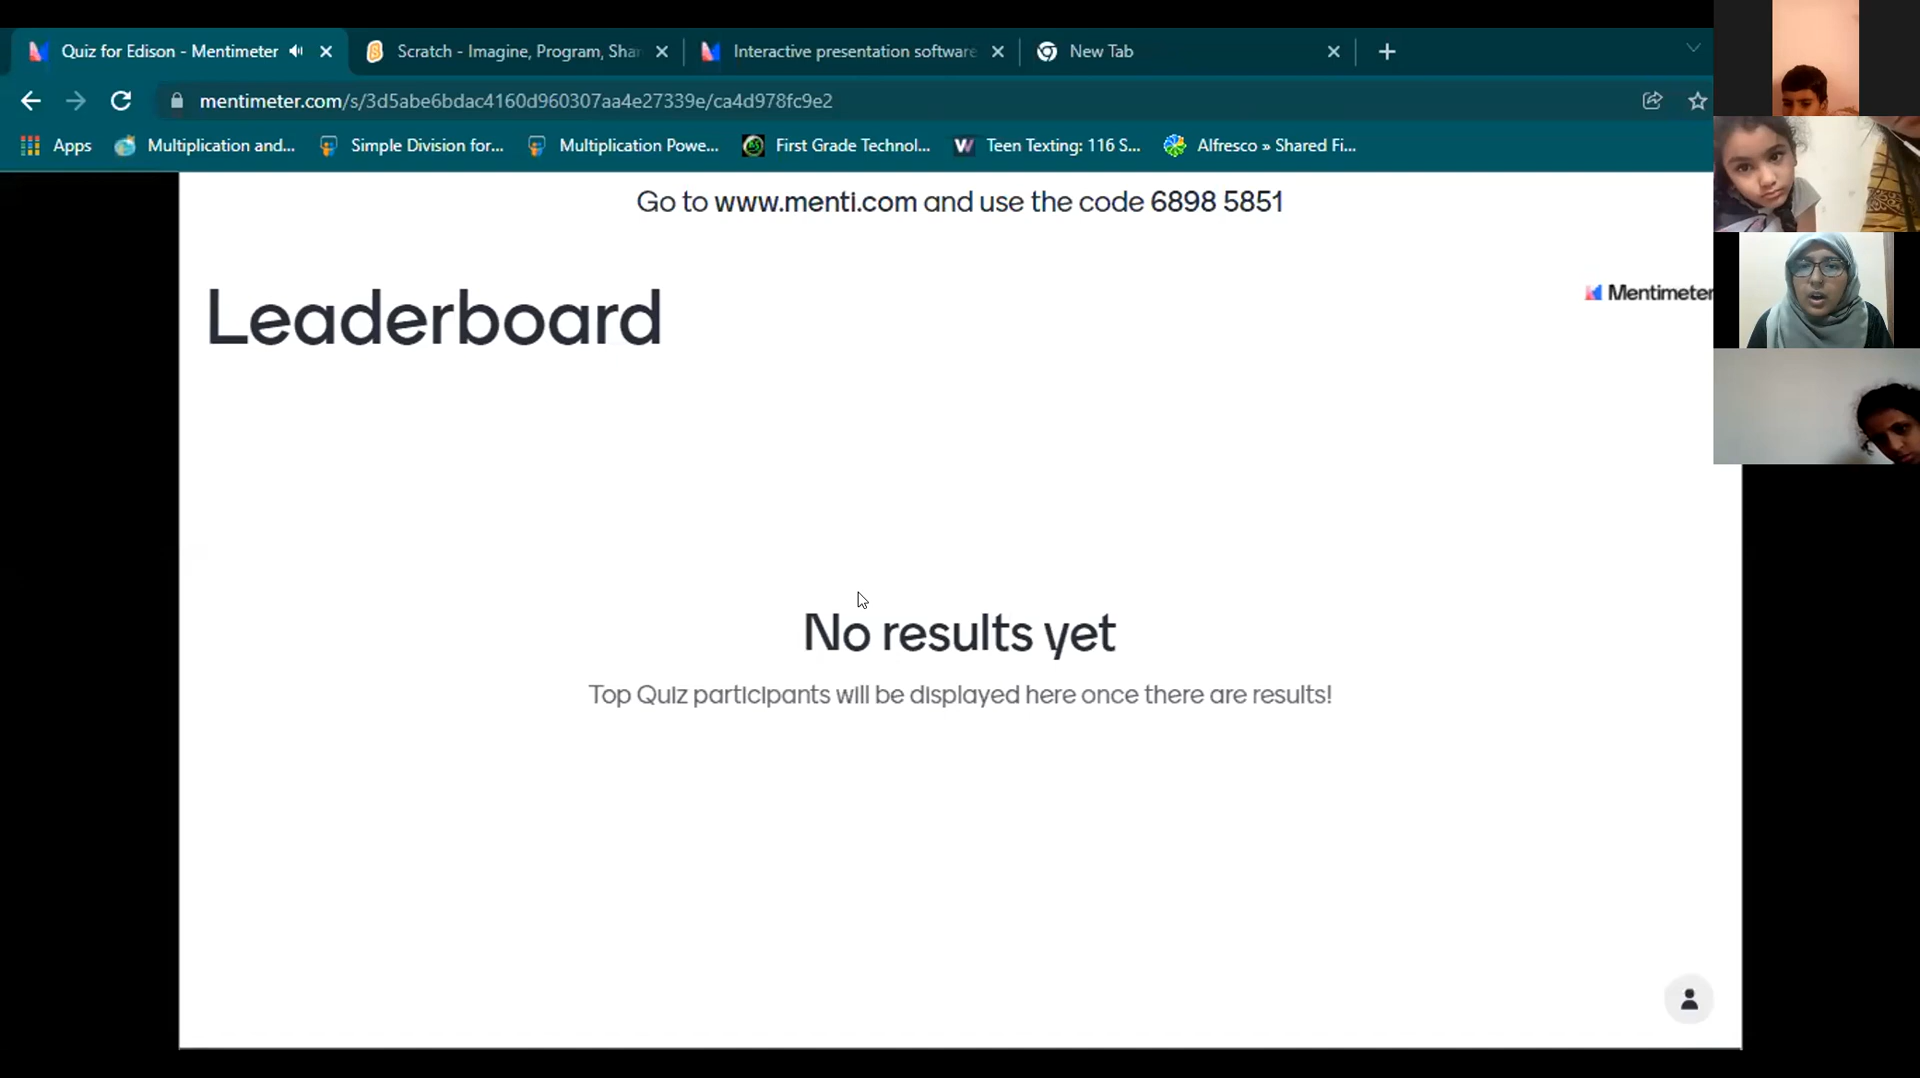 Quiz for Edison - Mentimeter
Scratch - Imagine, Program, Shar
Interactive presentation software
New Tab
mentimeter.com/s/3d5abe6bdac4160d960307aa4e27339e/ca4d978fc9e2
Apps
Multiplication and...
Simple Division for...
Multiplication Powe...
First Grade Technol...
Teen Texting: 116 S...
Alfresco » Shared Fi...
Go to www.menti.com and use the code 6898 5851
Mentimeter
Leaderboard
No results yet
Top Quiz participants will be displayed here once there are results!